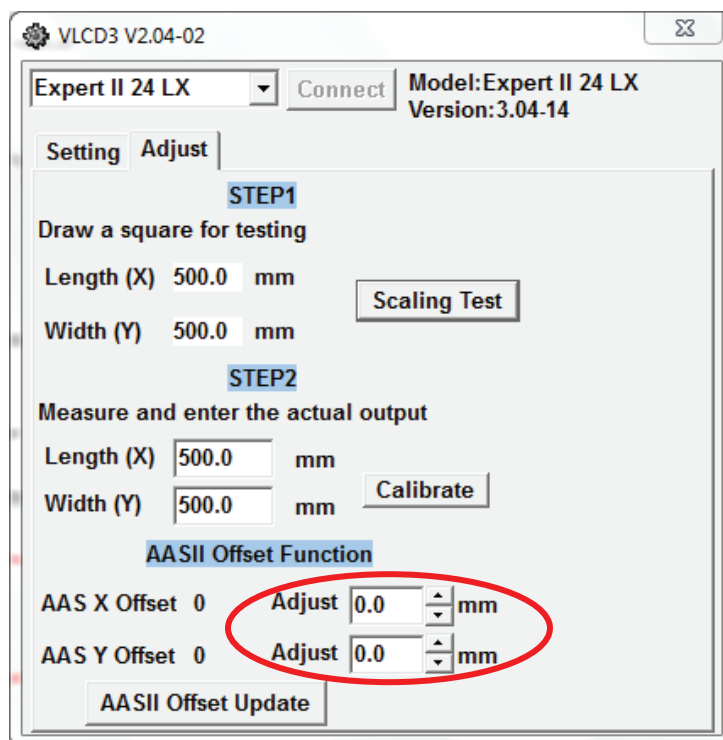 VLCD3 V2.04-02
Expert II 24 LX Connect Model:Expert II 24 LX
Version:3.04-14
Setting Adjust
STEP1
Draw a square for testing
Length (X) 500.0 mm
Scaling Test
Width (Y) 500.0 mm
STEP2
Measure and enter the actual output
Length (X) 500.0 mm
Calibrate
Width (Y) 500.0 mm
AASII Offset Function
AAS X Offset 0 Adjust 0.0 mm
AAS Y Offset 0 Adjust 0.0 mm
AASII Offset Update